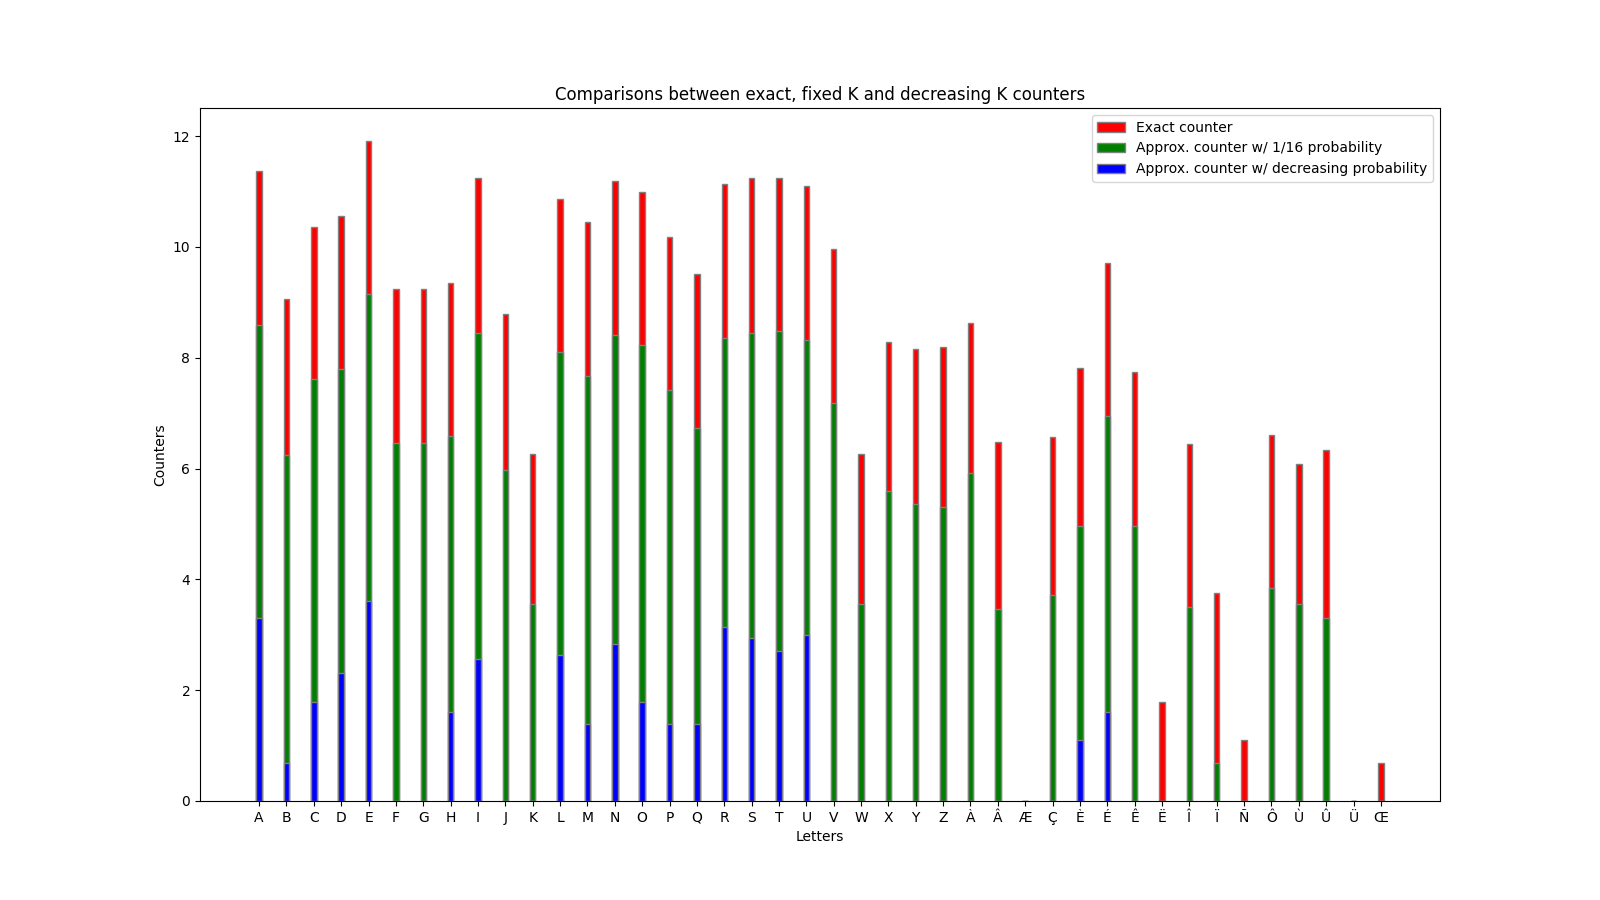 Comparisons between exact, fixed K and decreasing K counters
Exact counter
Approx. counter w/ 1/16 probability
Approx. counter w/ decreasing probability
Counters
12
10
8
6
4
2
0
A B C D E F G H I J K L M N O P Q R S T U V W X Y Z À Â Æ Ç È É Ê Ë Î Ï Ñ Ô Ù Û Ü Œ
Letters